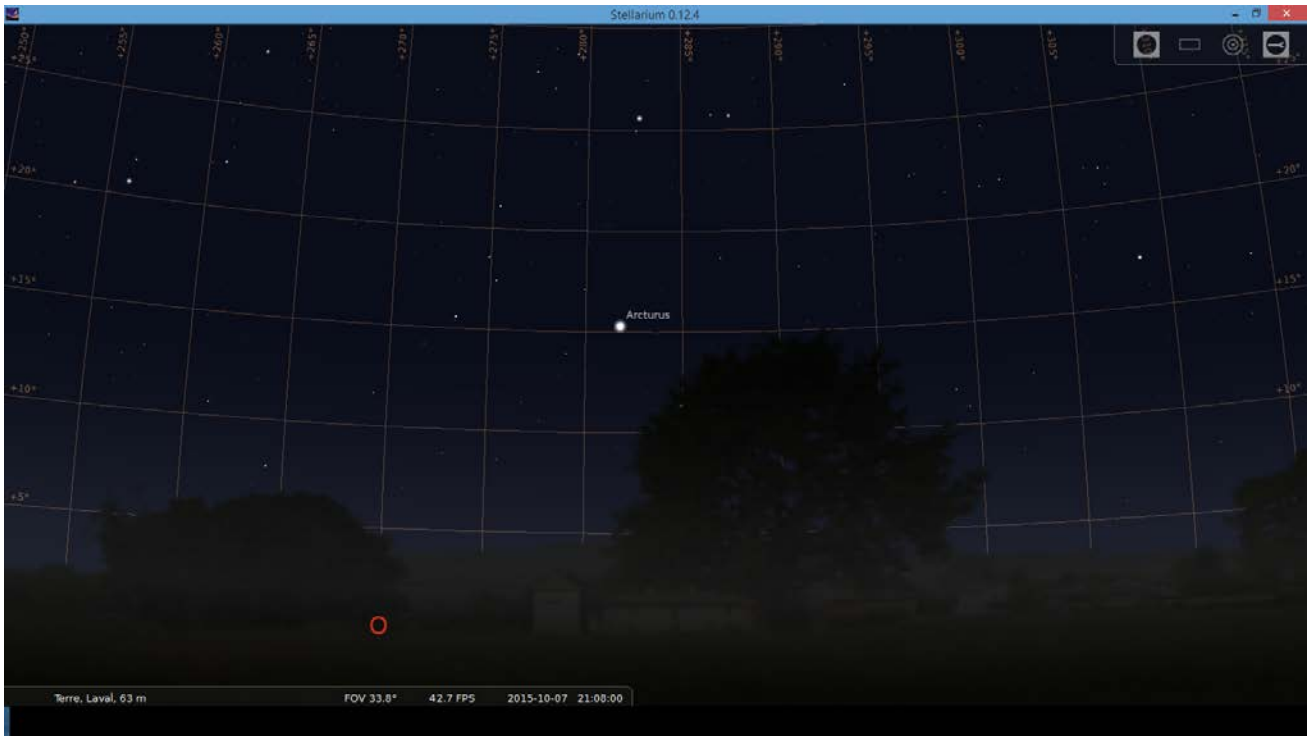 Stellarium 0.12.4
+250° +255° +260° +265° +270° +275° +280° +285° +290° +295° +300° +305°
+25°
+20° +20°
Arcturus
+15° +15°
+10° +10°
+5°
O
Terre, Laval, 63 m FOV 33.8° 42.7 FPS 2015-10-07 21:08:00